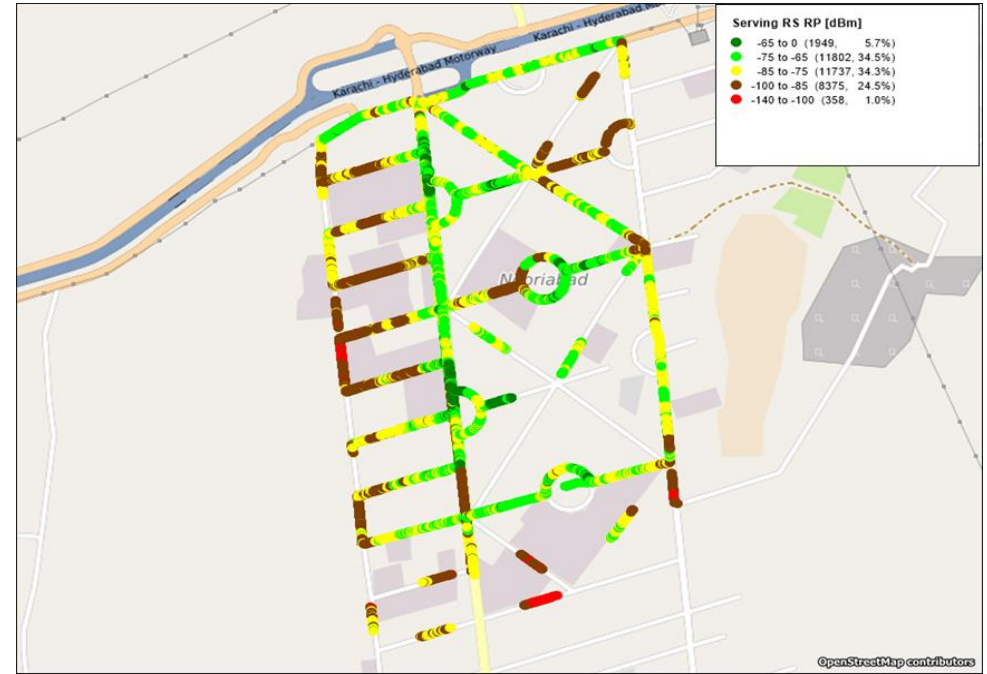 Karachi - Hyderabad Mo
Karachi - Hyderabad Motorway
Serving RS RP [dBm]
-65 to 0 (1949, 5.7%)
-75 to -65 (11802, 34.5%)
-85 to -75 (11737, 34.3%)
-100 to -85 (8375, 24.5%)
-140 to -100 (358, 1.0%)
Nooriabad
OpenStreetMap contributors